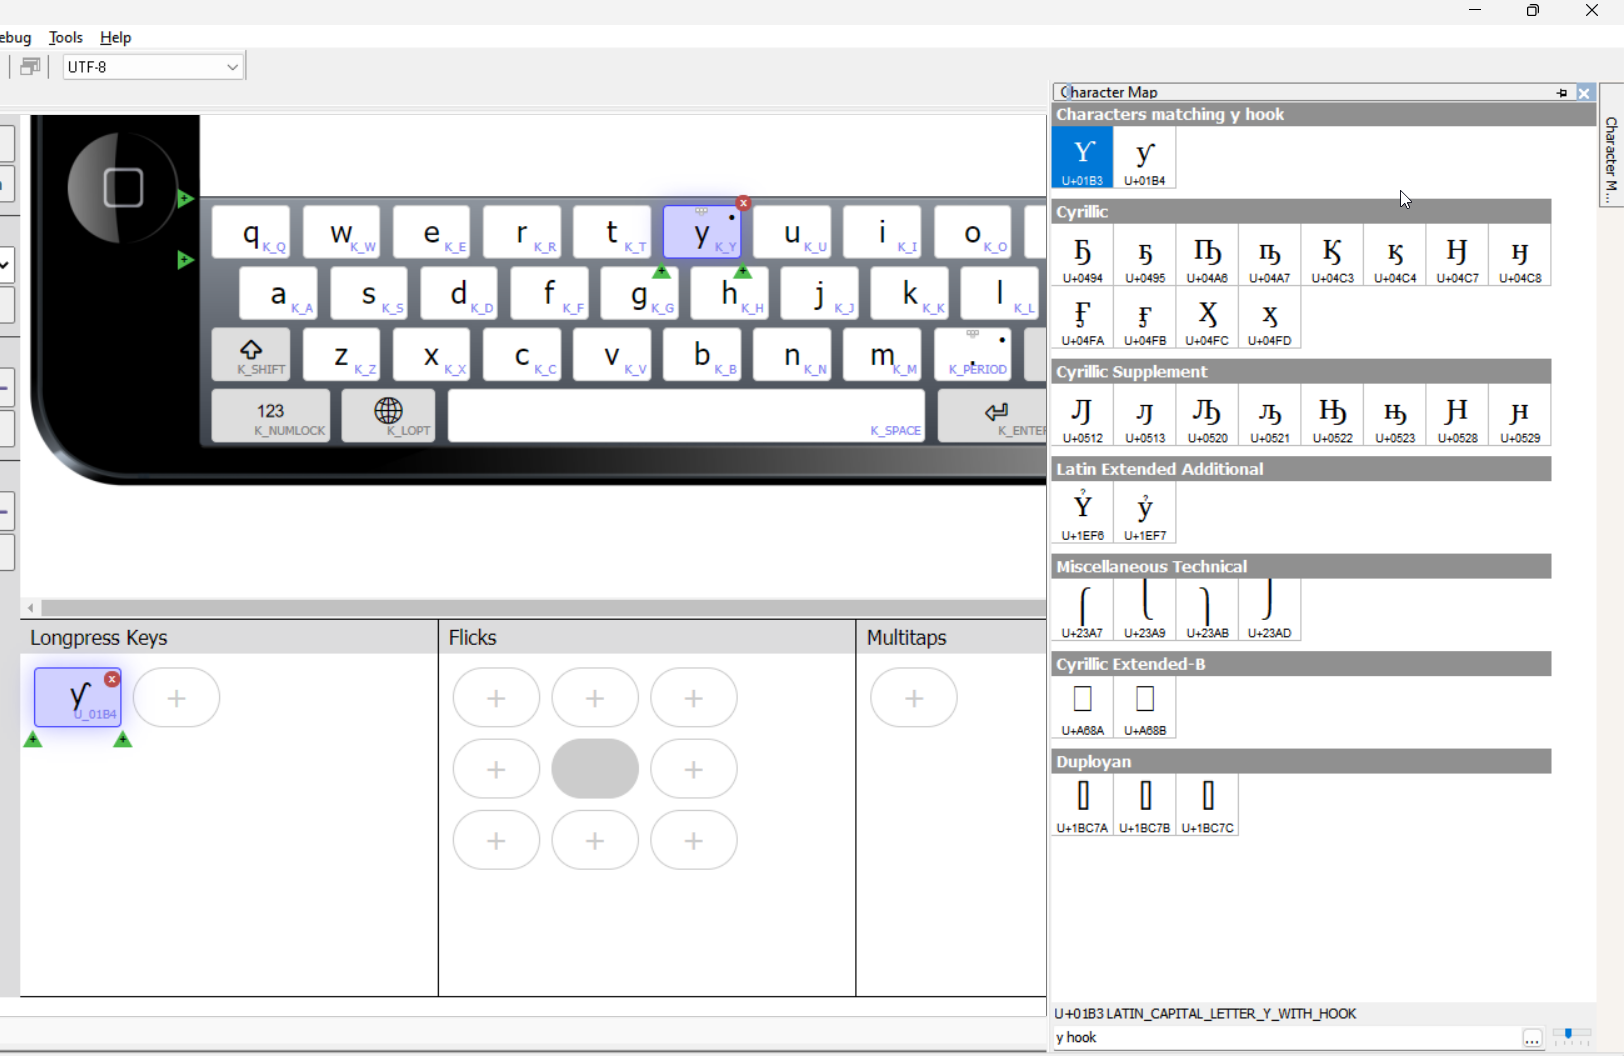 ebug Tools Help
UTF-8
Character Map
Character M...
Characters matching y hook
Ƴ ƴ
U+01B3 U+01B4
Cyrillic
Ҕ ҕ Ҧ ҧ Ӄ ӄ Ӈ ӈ
U+0494 U+0495 U+04A6 U+04A7 U+04C3 U+04C4 U+04C7 U+04C8
Ӻ ӻ Ӽ ӽ
U+04FA U+04FB U+04FC U+04FD
Cyrillic Supplement
Ԓ ԓ Ԡ ԡ Ԣ ԣ Ԩ ԩ
U+0512 U+0513 U+0520 U+0521 U+0522 U+0523 U+0528 U+0529
Latin Extended Additional
Ỷ ỷ
U+1EF6 U+1EF7
Miscellaneous Technical
⎧ ⎩ ⎫ ⎭
U+23A7 U+23A9 U+23AB U+23AD
Cyrillic Extended-B
U+A68A U+A68B
Duployan
U+1BC7A U+1BC7B U+1BC7C
U+01B3 LATIN_CAPITAL_LETTER_Y_WITH_HOOK
y hook
...
q K_Q w K_W e K_E r K_R t K_T y K_Y u K_U i K_I o K_O
a K_A s K_S d K_D f K_F g K_G h K_H j K_J k K_K l K_L
K_SHIFT z K_Z x K_X c K_C v K_V b K_B n K_N m K_M . K_PERIOD
123 K_NUMLOCK K_LOPT K_SPACE K_ENTE
Longpress Keys Flicks Multitaps
ƴ U_01B4